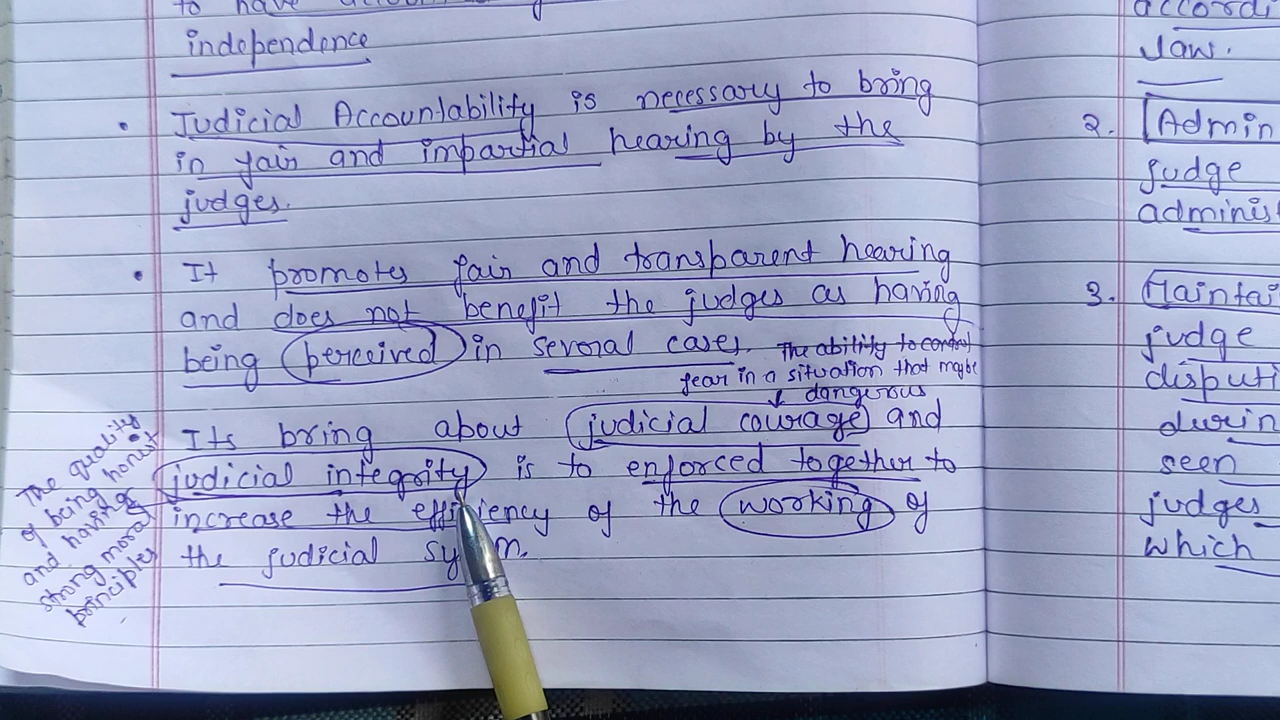 to have
independence
• Judicial Accountability is necessary to bring
in fair and impartial hearing by the
judges.
• It promotes fair and transparent hearing
and does not benefit the judges as having
being perceived in several cases.
The ability to control
fear in a situation that maybe
dangerous
• Its bring about judicial courage and
judicial integrity is to enforced together to
increase the efficiency of the working of
the judicial
The quality
of being honest
and having
strong moral
principles
accordi
law.
2. Admin
judge
adminis
3. Maintai
judge
disputi
durin
seen
judges
which